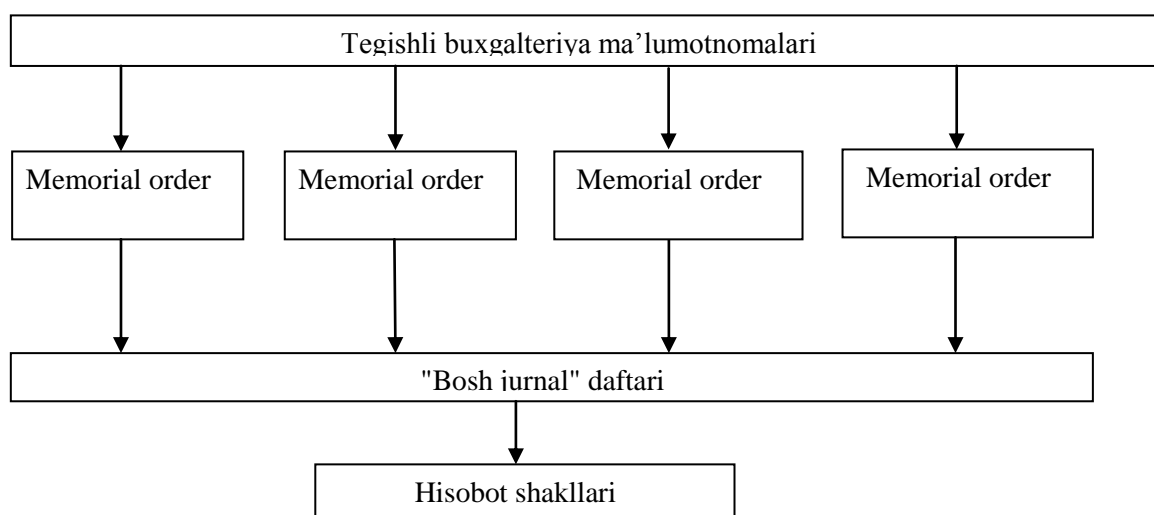 Tegishli buxgalteriya ma’lumotnomalari
Memorial order
Memorial order
Memorial order
Memorial order
"Bosh jurnal" daftari
Hisobot shakllari